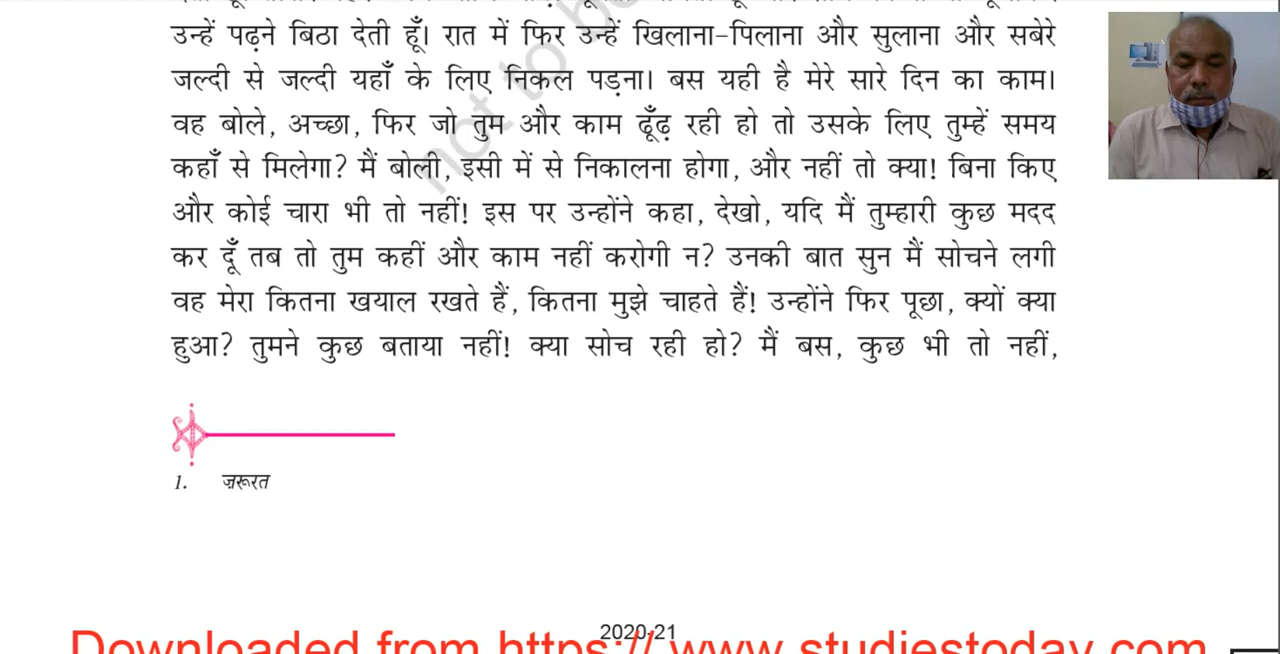 उन्हें पढ़ने बिठा देती हूँ। रात में फिर उन्हें खिलाना-पिलाना और सुलाना और सबेरे
जल्दी से जल्दी यहाँ के लिए निकल पड़ना। बस यही है मेरे सारे दिन का काम।
वह बोले, अच्छा, फिर जो तुम और काम ढूँढ़ रही हो तो उसके लिए तुम्हें समय
कहाँ से मिलेगा? मैं बोली, इसी में से निकालना होगा, और नहीं तो क्या! बिना किए
और कोई चारा भी तो नहीं! इस पर उन्होंने कहा, देखो, यदि मैं तुम्हारी कुछ मदद
कर दूँ तब तो तुम कहीं और काम नहीं करोगी न? उनकी बात सुन मैं सोचने लगी
वह मेरा कितना खयाल रखते हैं, कितना मुझे चाहते हैं! उन्होंने फिर पूछा, क्यों क्या
हुआ? तुमने कुछ बताया नहीं! क्या सोच रही हो? मैं बस, कुछ भी तो नहीं,
1. ज़रूरत
2020-21
Downloaded from https:// www.studiestoday.com
not to be